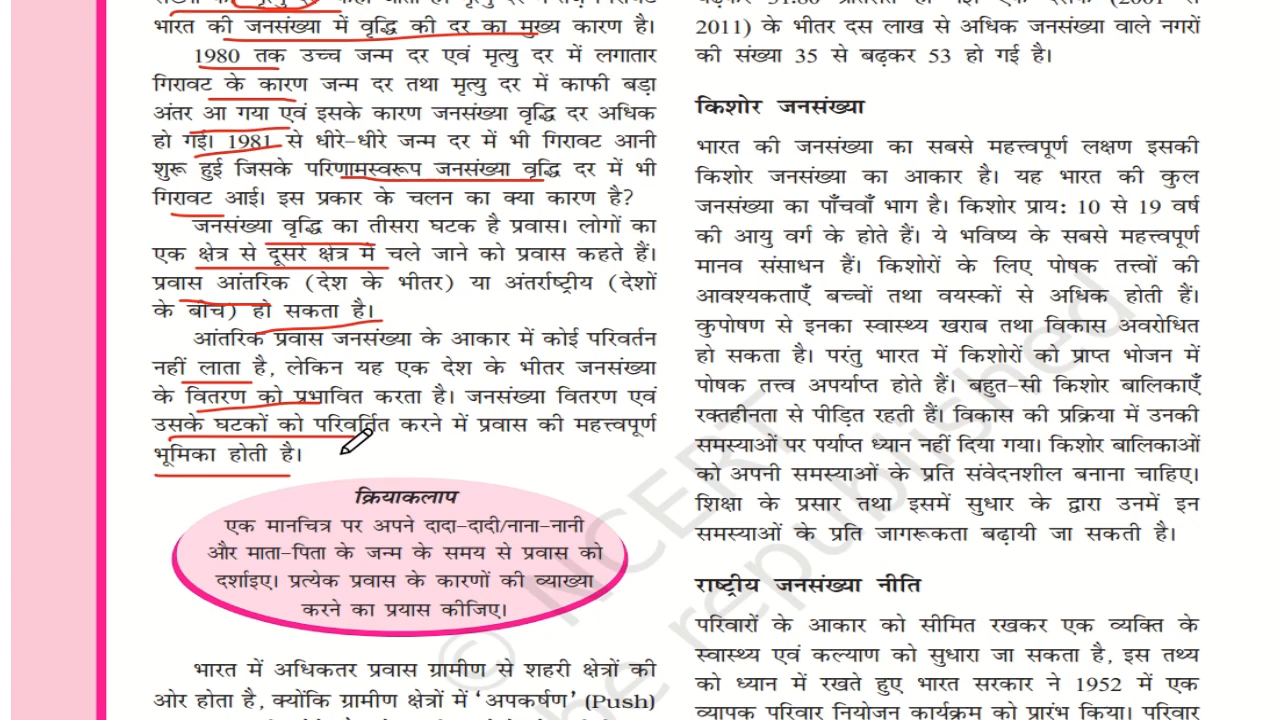 भारत की जनसंख्या में वृद्धि की दर का मुख्य कारण है।
1980 तक उच्च जन्म दर एवं मृत्यु दर में लगातार
गिरावट के कारण जन्म दर तथा मृत्यु दर में काफी बड़ा
अंतर आ गया एवं इसके कारण जनसंख्या वृद्धि दर अधिक
हो गई। 1981 से धीरे-धीरे जन्म दर में भी गिरावट आनी
शुरू हुई जिसके परिणामस्वरूप जनसंख्या वृद्धि दर में भी
गिरावट आई। इस प्रकार के चलन का क्या कारण है?
जनसंख्या वृद्धि का तीसरा घटक है प्रवास। लोगों का
एक क्षेत्र से दूसरे क्षेत्र में चले जाने को प्रवास कहते हैं।
प्रवास आंतरिक (देश के भीतर) या अंतर्राष्ट्रीय (देशों
के बीच) हो सकता है।
आंतरिक प्रवास जनसंख्या के आकार में कोई परिवर्तन
नहीं लाता है, लेकिन यह एक देश के भीतर जनसंख्या
के वितरण को प्रभावित करता है। जनसंख्या वितरण एवं
उसके घटकों को परिवर्तित करने में प्रवास की महत्त्वपूर्ण
भूमिका होती है।
क्रियाकलाप
एक मानचित्र पर अपने दादा-दादी/नाना-नानी
और माता-पिता के जन्म के समय से प्रवास को
दर्शाइए। प्रत्येक प्रवास के कारणों की व्याख्या
करने का प्रयास कीजिए।
भारत में अधिकतर प्रवास ग्रामीण से शहरी क्षेत्रों की
ओर होता है, क्योंकि ग्रामीण क्षेत्रों में ‘अपकर्षण’ (Push)
2011) के भीतर दस लाख से अधिक जनसंख्या वाले नगरों
की संख्या 35 से बढ़कर 53 हो गई है।
किशोर जनसंख्या
भारत की जनसंख्या का सबसे महत्त्वपूर्ण लक्षण इसकी
किशोर जनसंख्या का आकार है। यह भारत की कुल
जनसंख्या का पाँचवाँ भाग है। किशोर प्राय: 10 से 19 वर्ष
की आयु वर्ग के होते हैं। ये भविष्य के सबसे महत्त्वपूर्ण
मानव संसाधन हैं। किशोरों के लिए पोषक तत्त्वों की
आवश्यकताएँ बच्चों तथा वयस्कों से अधिक होती हैं।
कुपोषण से इनका स्वास्थ्य खराब तथा विकास अवरोधित
हो सकता है। परंतु भारत में किशोरों को प्राप्त भोजन में
पोषक तत्त्व अपर्याप्त होते हैं। बहुत-सी किशोर बालिकाएँ
रक्तहीनता से पीड़ित रहती हैं। विकास की प्रक्रिया में उनकी
समस्याओं पर पर्याप्त ध्यान नहीं दिया गया। किशोर बालिकाओं
को अपनी समस्याओं के प्रति संवेदनशील बनाना चाहिए।
शिक्षा के प्रसार तथा इसमें सुधार के द्वारा उनमें इन
समस्याओं के प्रति जागरूकता बढ़ायी जा सकती है।
राष्ट्रीय जनसंख्या नीति
परिवारों के आकार को सीमित रखकर एक व्यक्ति के
स्वास्थ्य एवं कल्याण को सुधारा जा सकता है, इस तथ्य
को ध्यान में रखते हुए भारत सरकार ने 1952 में एक
व्यापक परिवार नियोजन कार्यक्रम को प्रारंभ किया। परिवार
© NCERT
republished